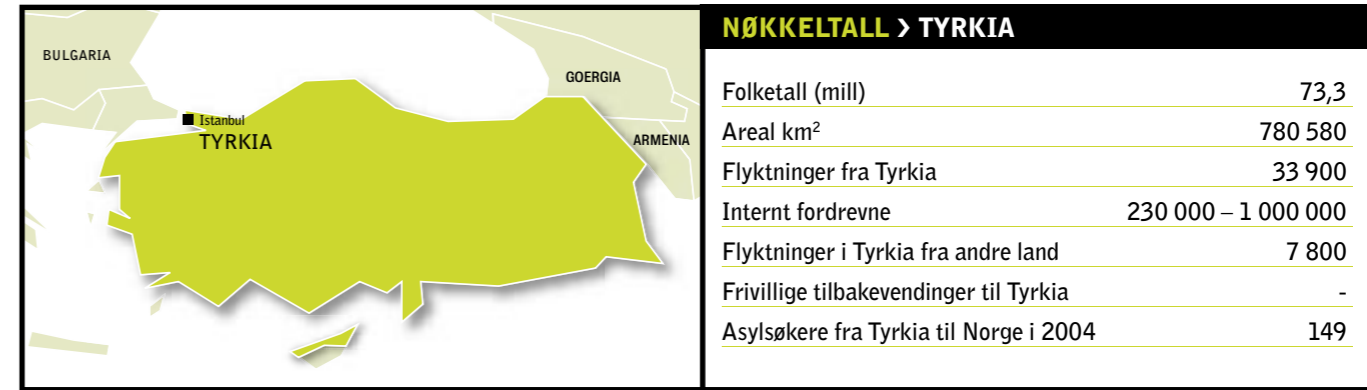 BULGARIA
GOERGIA
Istanbul
TYRKIA
ARMENIA
NØKKELTALL > TYRKIA
Folketall (mill) 73,3
Areal km² 780 580
Flyktninger fra Tyrkia 33 900
Internt fordrevne 230 000 – 1 000 000
Flyktninger i Tyrkia fra andre land 7 800
Frivillige tilbakevendinger til Tyrkia -
Asylsøkere fra Tyrkia til Norge i 2004 149